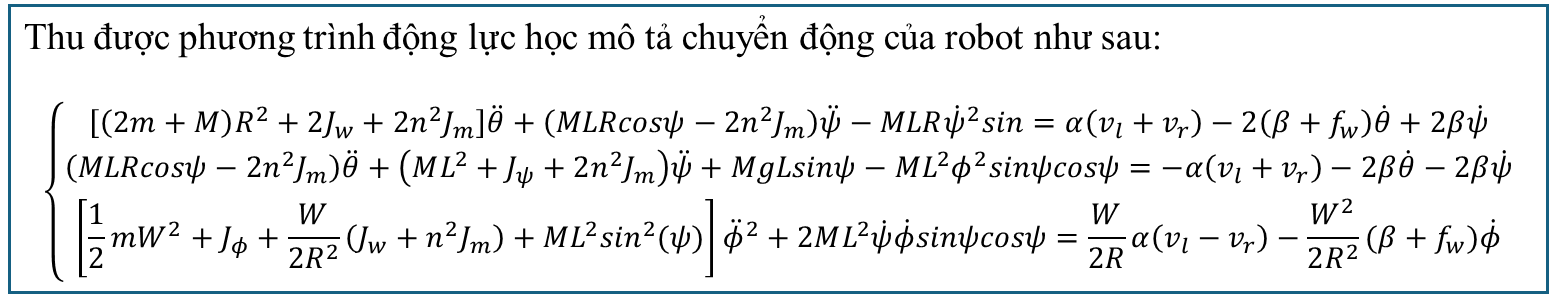 Thu được phương trình động lực học mô tả chuyển động của robot như sau:
[(2m + M)R² + 2J_w + 2n²J_m]θ̈ + (MLRcosψ − 2n²J_m)ψ̈ − MLRψ̇²sin = α(v_l + v_r) − 2(β + f_w)θ̇ + 2βψ̇
(MLRcosψ − 2n²J_m)θ̈ + (ML² + J_ψ + 2n²J_m)ψ̈ + MgLsinψ − ML²ϕ²sinψcosψ = −α(v_l + v_r) − 2βθ̇ − 2βψ̇
[1/2 mW² + J_ϕ + W/2R² (J_w + n²J_m) + ML²sin²(ψ)] ϕ̈² + 2ML²ψ̇ϕ̇sinψcosψ = W/2R α(v_l − v_r) − W²/2R² (β + f_w)ϕ̇